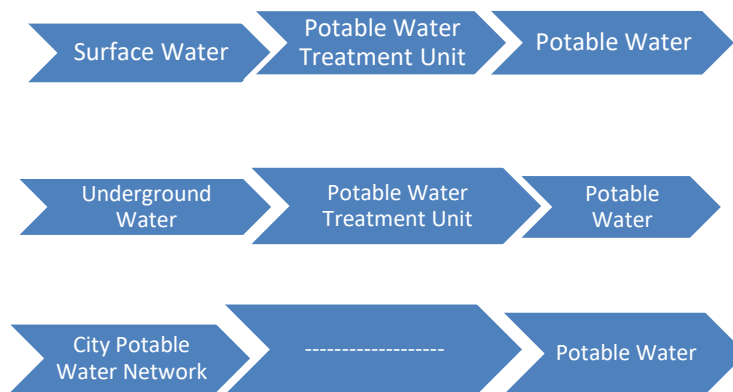 Surface Water
Potable Water
Treatment Unit
Potable Water
Underground
Water
Potable Water
Treatment Unit
Potable
Water
City Potable
Water Network
-------------------
Potable Water